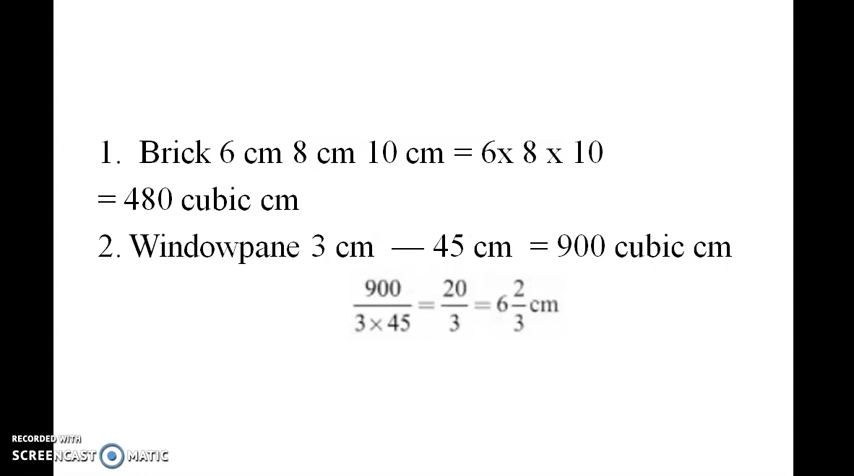 1. Brick 6 cm 8 cm 10 cm = 6x 8 x 10
= 480 cubic cm
2. Windowpane 3 cm — 45 cm = 900 cubic cm
900/3×45 = 20/3 = 6 2/3 cm
RECORDED WITH
SCREENCAST MATIC